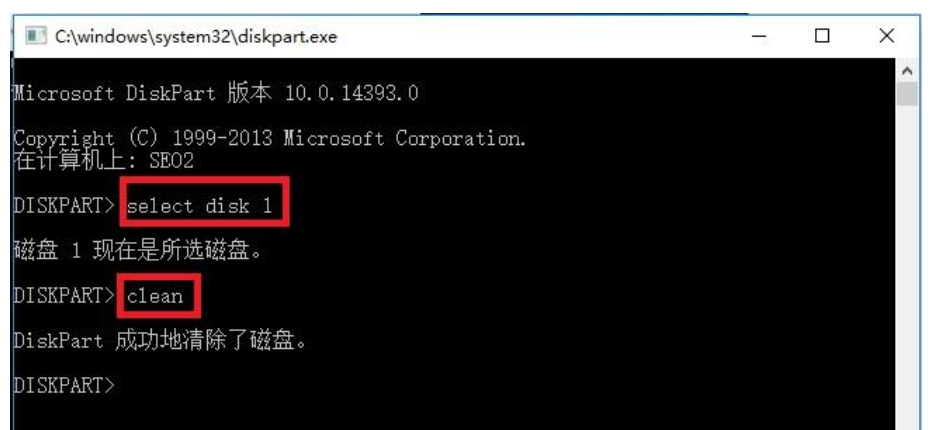 C:\windows\system32\diskpart.exe
Microsoft DiskPart 版本 10.0.14393.0
Copyright (C) 1999-2013 Microsoft Corporation.
在计算机上: SEO2
DISKPART> select disk 1
磁盘 1 现在是所选磁盘。
DISKPART> clean
DiskPart 成功地清除了磁盘。
DISKPART>